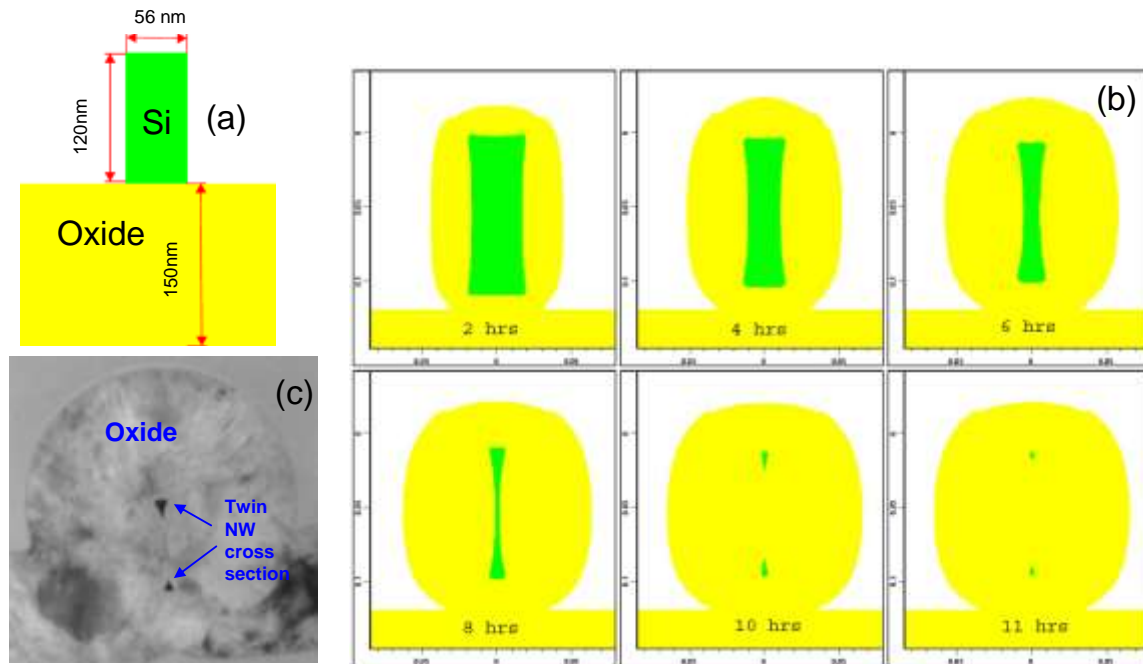 56 nm
120nm
Si
(a)
Oxide
150nm
(b)
2 hrs
4 hrs
6 hrs
8 hrs
10 hrs
11 hrs
(c)
Oxide
Twin
NW
cross
section